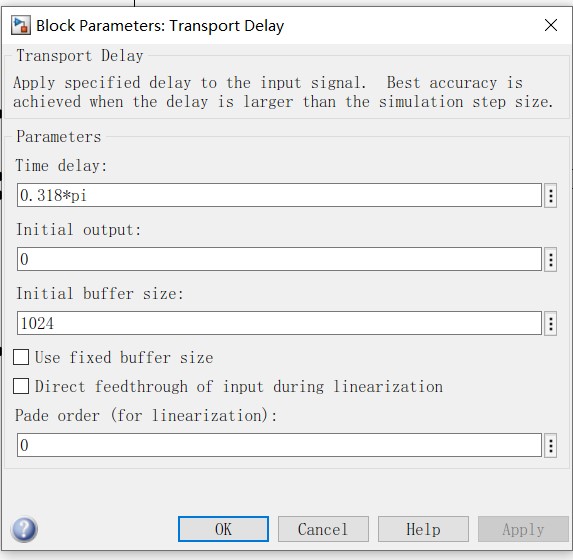 Block Parameters: Transport Delay
Transport Delay
Apply specified delay to the input signal.  Best accuracy is
achieved when the delay is larger than the simulation step size.
Parameters
Time delay:
0.318*pi
Initial output:
0
Initial buffer size:
1024
Use fixed buffer size
Direct feedthrough of input during linearization
Pade order (for linearization):
0
OK Cancel Help Apply